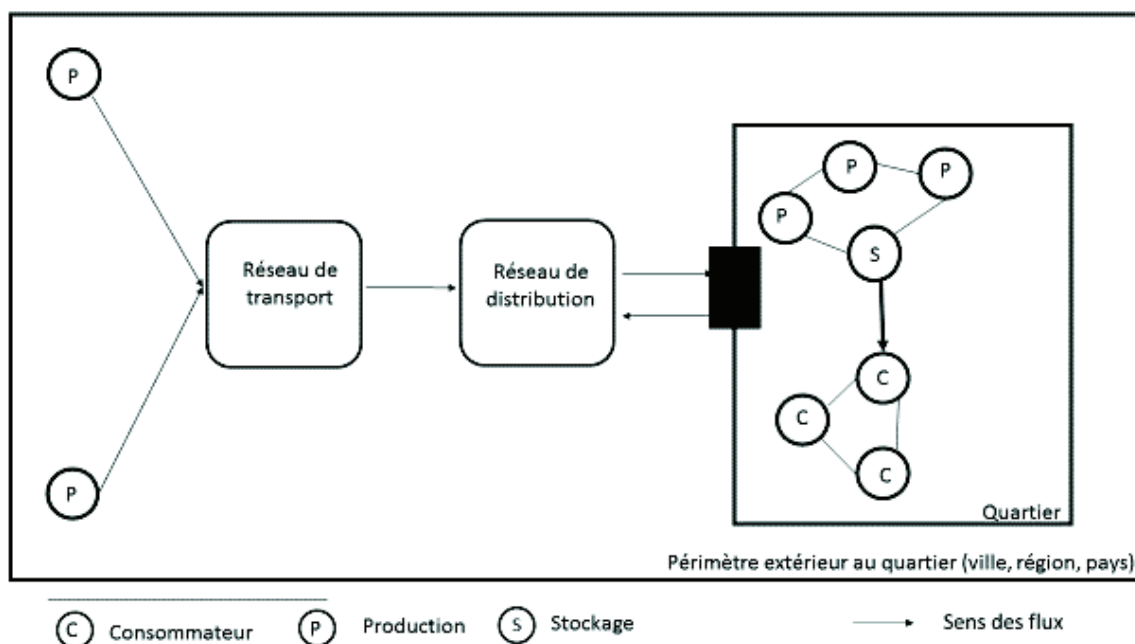 P
P
P
P
Réseau de
transport
Réseau de
distribution
P
S
C
C
C
P
Quartier
Périmètre extérieur au quartier (ville, région, pays)
C Consommateur P Production S Stockage Sens des flux